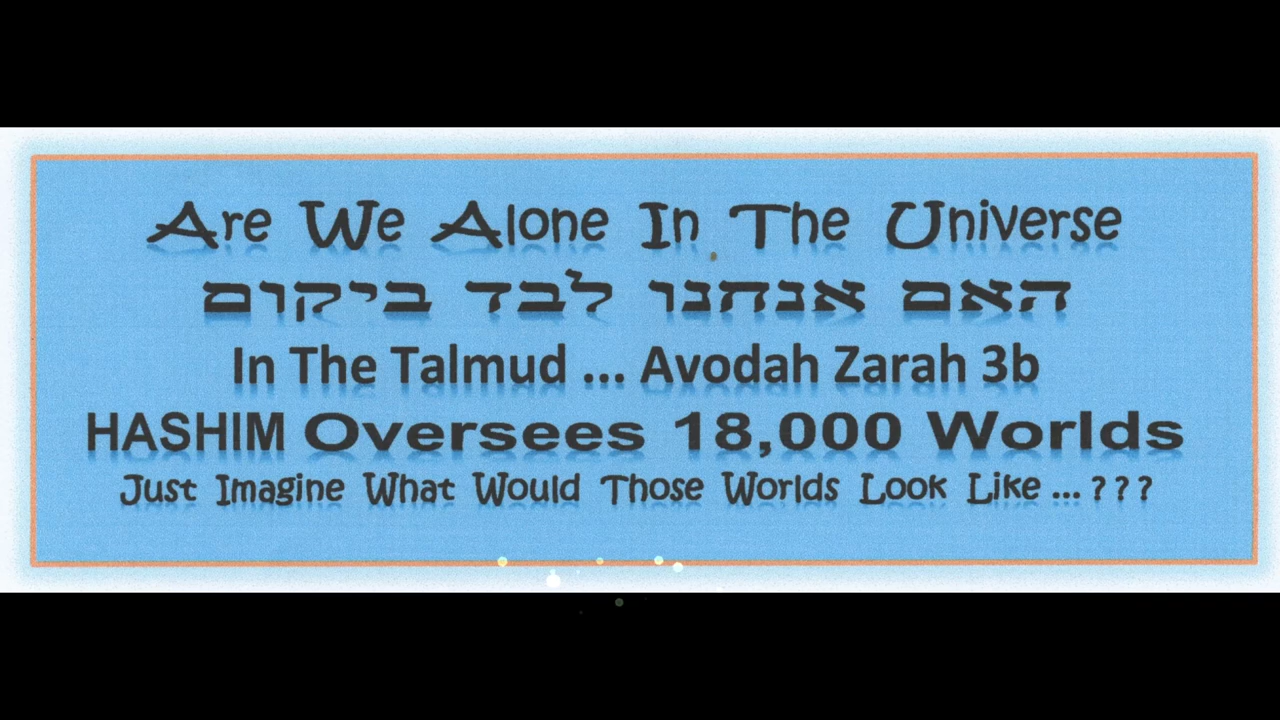 Are We Alone In The Universe
האם אנחנו לבד ביקום
In The Talmud ... Avodah Zarah 3b
HASHIM Oversees 18,000 Worlds
Just Imagine What Would Those Worlds Look Like ... ? ? ?